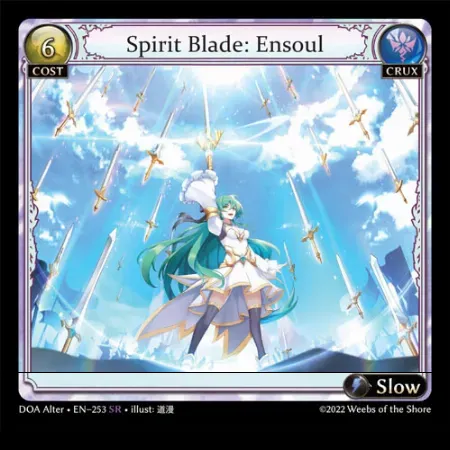 6
Spirit Blade: Ensoul
COST
CRUX
Slow
DOA Alter • EN-253 SR • illust: 道漫
©2022 Weebs of the Shore